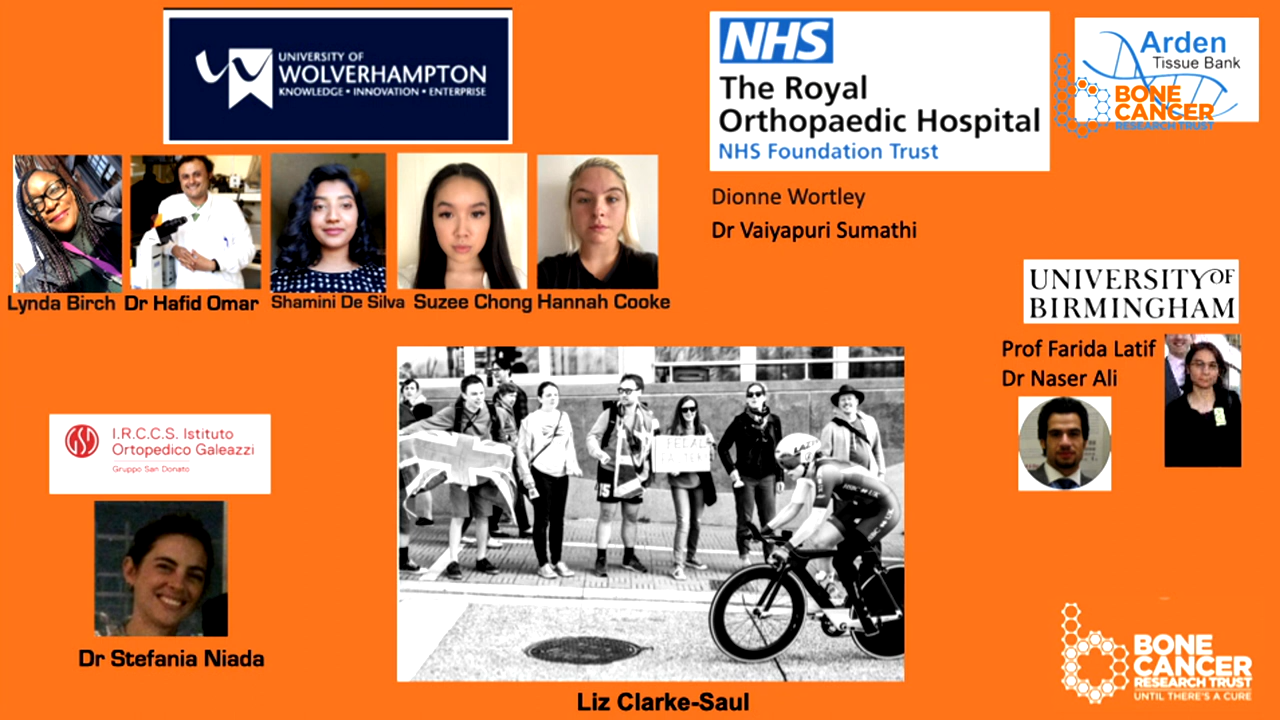 UNIVERSITY OF
WOLVERHAMPTON
KNOWLEDGE • INNOVATION • ENTERPRISE
NHS
The Royal
Orthopaedic Hospital
NHS Foundation Trust
Arden
Tissue Bank
BONE
CANCER
RESEARCH TRUST
Dionne Wortley
Dr Vaiyapuri Sumathi
Lynda Birch
Dr Hafid Omar
Shamini De Silva
Suzee Chong
Hannah Cooke
UNIVERSITY OF
BIRMINGHAM
Prof Farida Latif
Dr Naser Ali
I.R.C.C.S. Istituto
Ortopedico Galeazzi
Gruppo San Donato
Dr Stefania Niada
15
Liz Clarke-Saul
BONE
CANCER
RESEARCH TRUST
UNTIL THERE'S A CURE